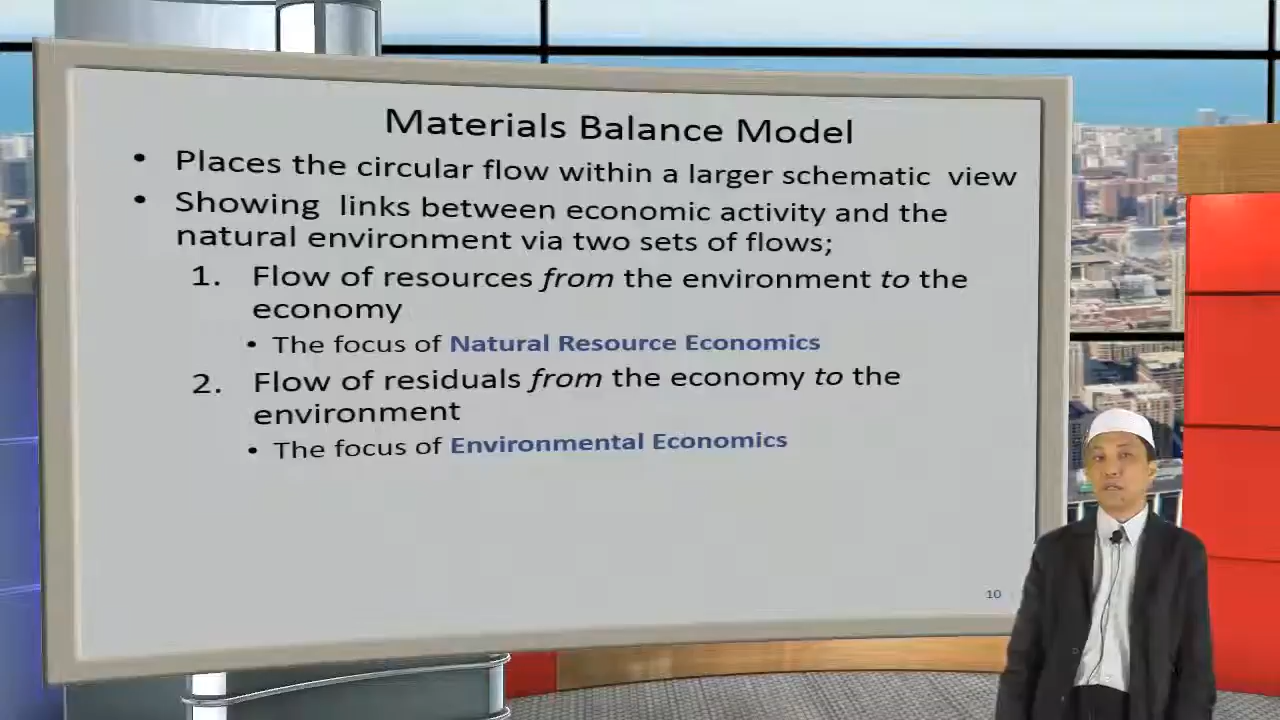 Materials Balance Model
• Places the circular flow within a larger schematic view
• Showing links between economic activity and the
natural environment via two sets of flows;
1. Flow of resources from the environment to the
economy
• The focus of Natural Resource Economics
2. Flow of residuals from the economy to the
environment
• The focus of Environmental Economics
10